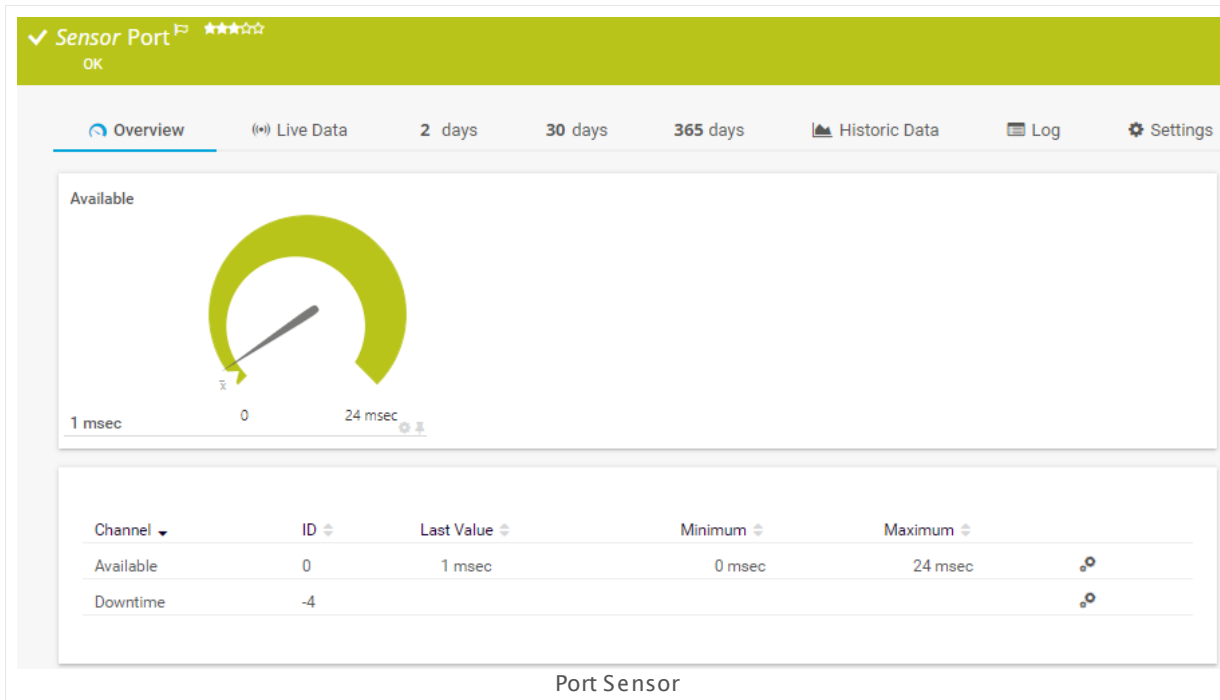 Sensor Port
OK
Overview Live Data 2 days 30 days 365 days Historic Data Log Settings
Available
x̄
0 24 msec
1 msec
Channel ID Last Value Minimum Maximum
Available 0 1 msec 0 msec 24 msec
Downtime -4
Port Sensor